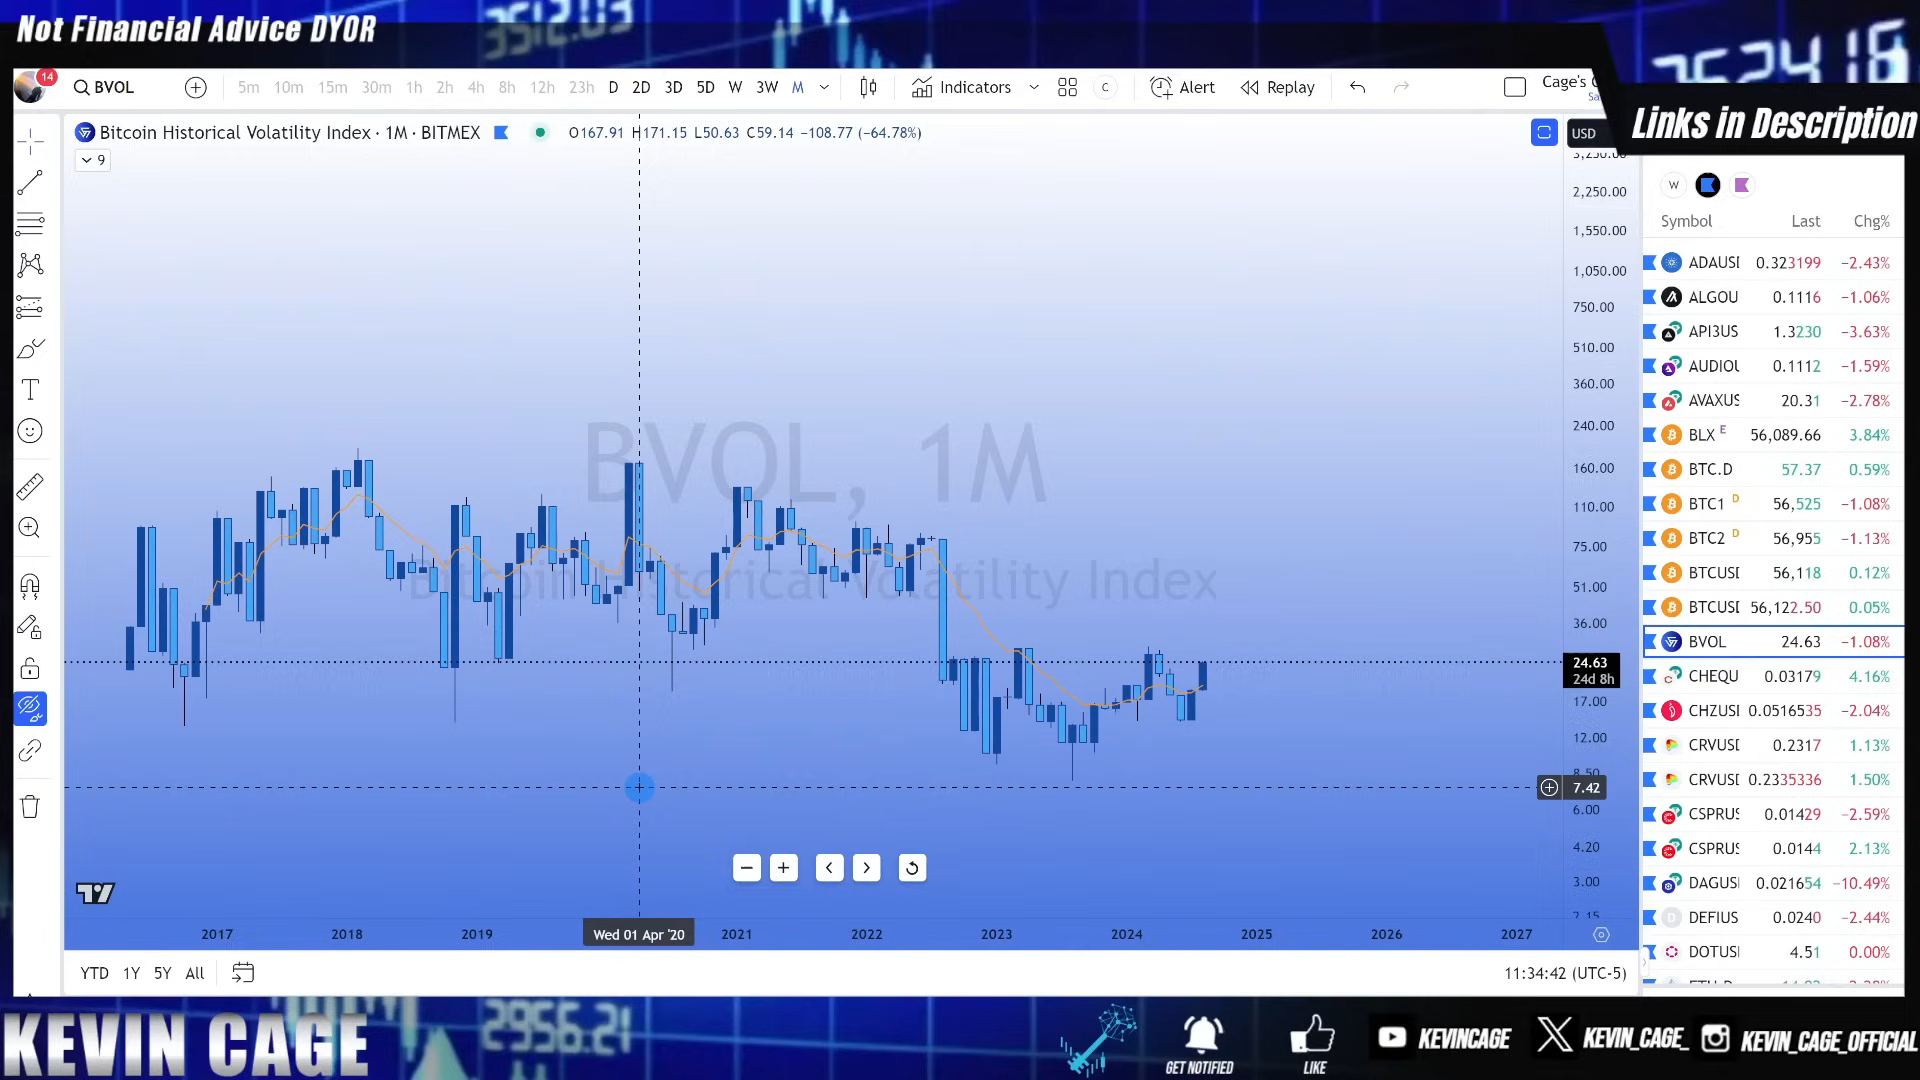 Not Financial Advice DYOR
3512.03
14
BVOL
5m 10m 15m 30m 1h 2h 4h 8h 12h 23h D 2D 3D 5D W 3W M
Indicators
C
Alert
Replay
Cage's
Links in Description
Bitcoin Historical Volatility Index · 1M · BITMEX
O167.91 H171.15 L50.63 C59.14 −108.77 (−64.78%)
USD
9
W
2,250.00
1,550.00
1,050.00
750.00
510.00
360.00
240.00
160.00
110.00
75.00
51.00
36.00
24.63
24d 8h
17.00
12.00
8.50
7.42
6.00
4.20
3.00
BVOL, 1M
Bitcoin Historical Volatility Index
Symbol Last Chg%
ADAUSI 0.323199 −2.43%
ALGOU 0.1116 −1.06%
API3US 1.3230 −3.63%
AUDIOU 0.1112 −1.59%
AVAXUS 20.31 −2.78%
BLX E 56,089.66 3.84%
BTC.D 57.37 0.59%
BTC1 D 56,525 −1.08%
BTC2 D 56,955 −1.13%
BTCUSI 56,118 0.12%
BTCUSI 56,122.50 0.05%
BVOL 24.63 −1.08%
CHEQU 0.03179 4.16%
CHZUSI 0.0516535 −2.04%
CRVUSI 0.2317 1.13%
CRVUSI 0.2335336 1.50%
CSPRUS 0.01429 −2.59%
CSPRUS 0.0144 2.13%
DAGUSI 0.021654 −10.49%
DEFIUS 0.0240 −2.44%
DOTUSI 4.51 0.00%
2017 2018 2019 Wed 01 Apr '20 2021 2022 2023 2024 2025 2026 2027
YTD 1Y 5Y All
11:34:42 (UTC-5)
KEVIN CAGE
2956.21
GET NOTIFIED
LIKE
KEVINCAGE
KEVIN_CAGE_
KEVIN_CAGE_OFFICIAL